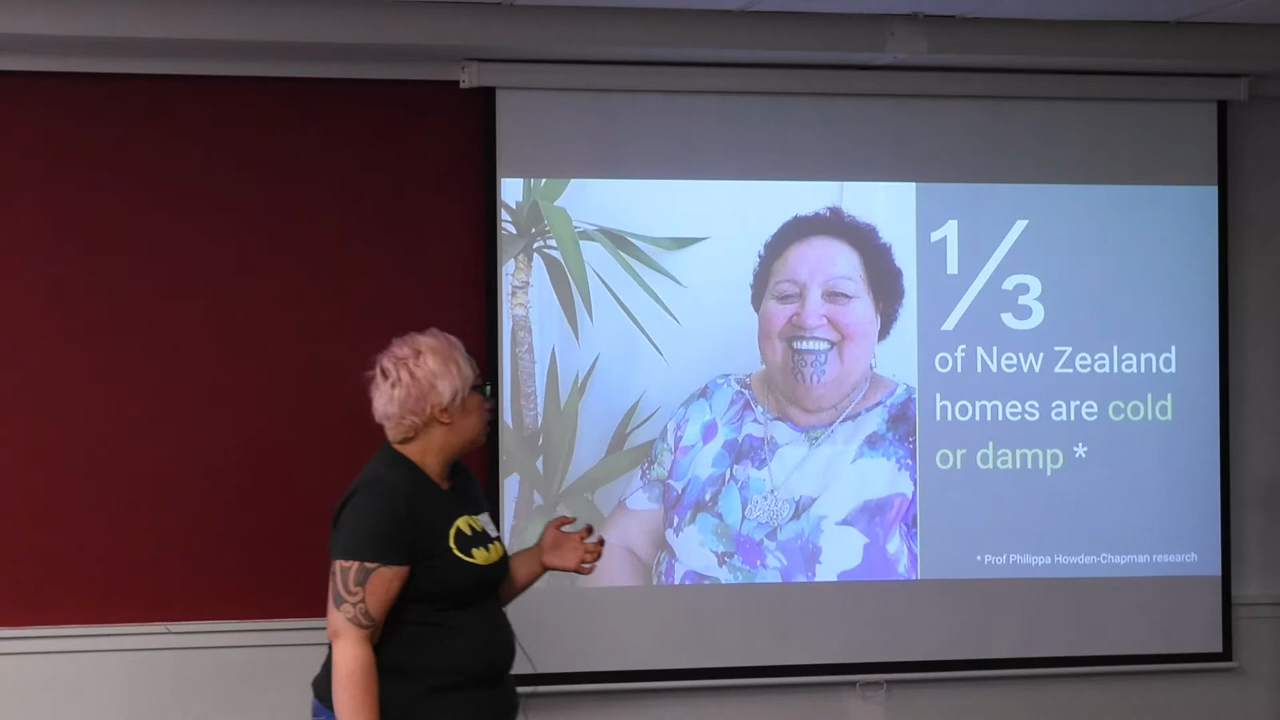 ⅓
of New Zealand
homes are cold
or damp *
* Prof Philippa Howden-Chapman research